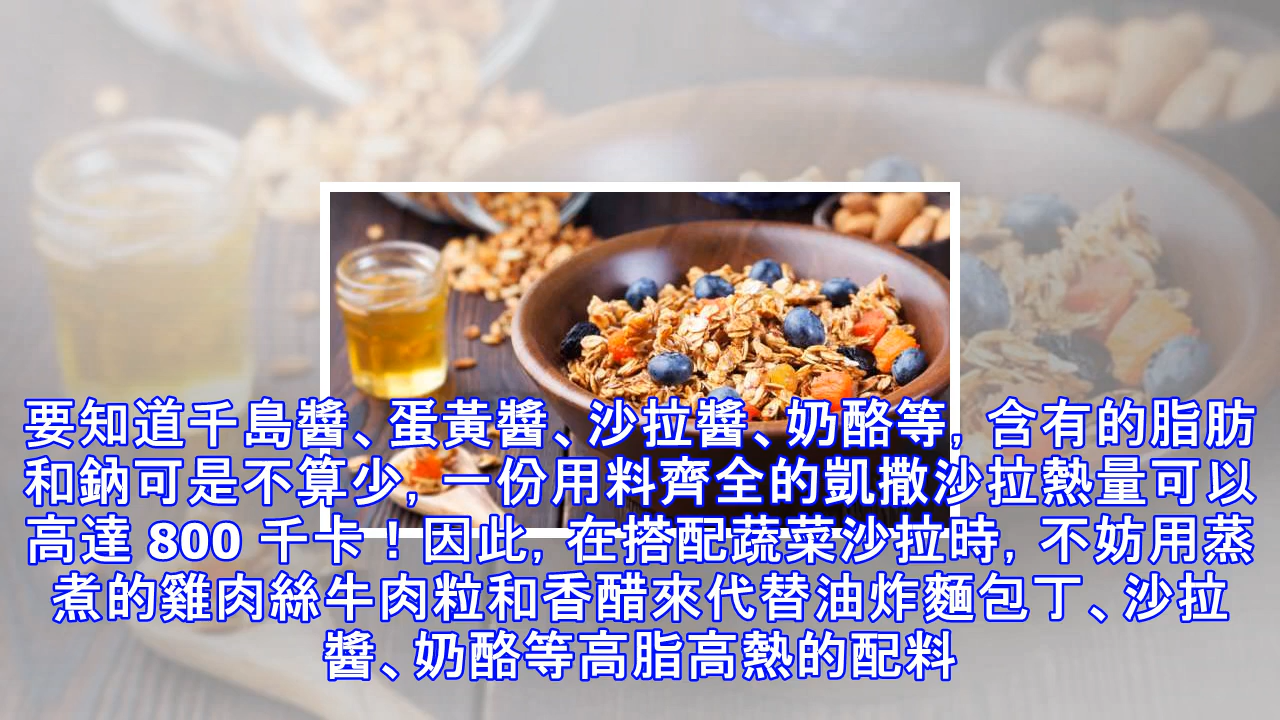 要知道千島醬、蛋黃醬、沙拉醬、奶酪等, 含有的脂肪
和鈉可是不算少, 一份用料齊全的凱撒沙拉熱量可以
高達 800 千卡！因此, 在搭配蔬菜沙拉時, 不妨用蒸
煮的雞肉絲牛肉粒和香醋來代替油炸麵包丁、沙拉
醬、奶酪等高脂高熱的配料